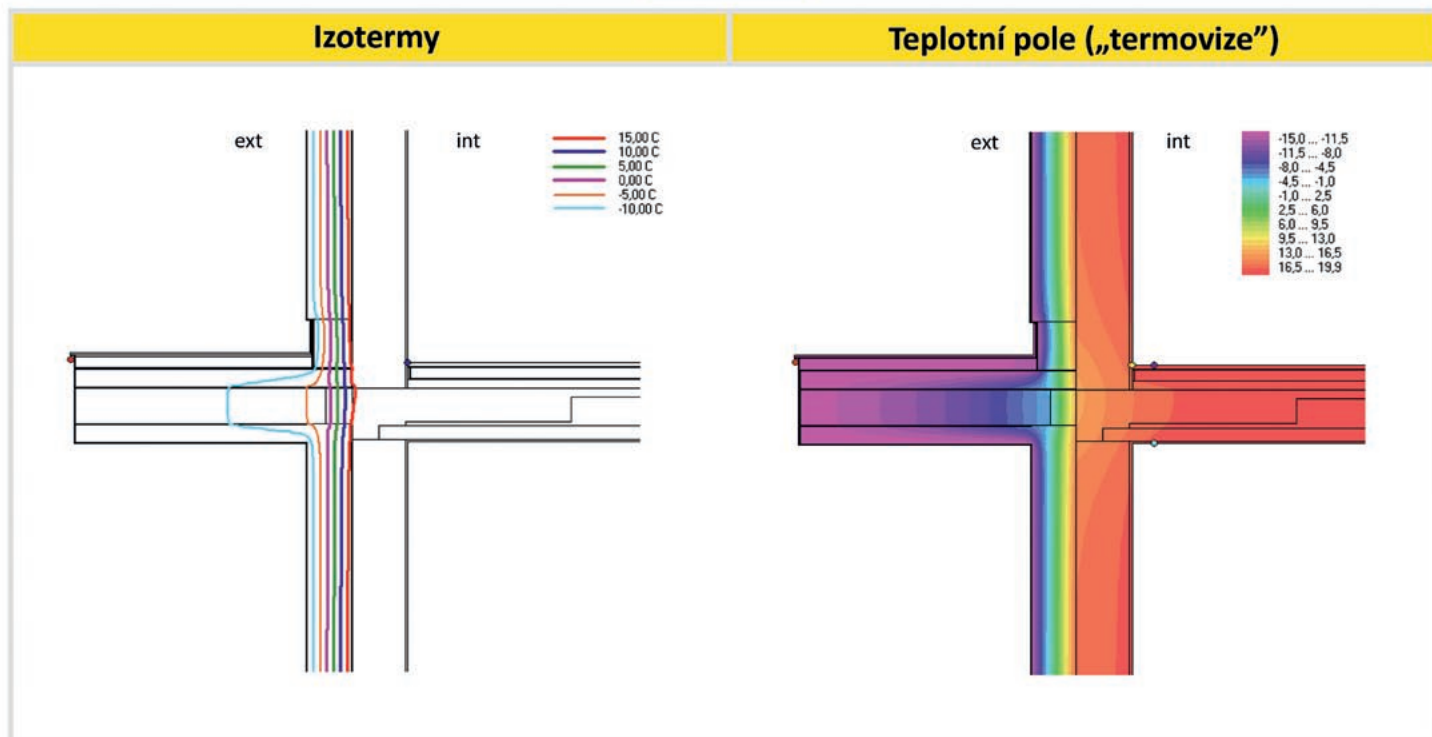 Izotermy
Teplotní pole („termovize”)
ext
int
15,00 C
10,00 C
5,00 C
0,00 C
-5,00 C
-10,00 C
ext
int
-15,0 ... -11,5
-11,5 ... -8,0
-8,0 ... -4,5
-4,5 ... -1,0
-1,0 ... 2,5
2,5 ... 6,0
6,0 ... 9,5
9,5 ... 13,0
13,0 ... 16,5
16,5 ... 19,9